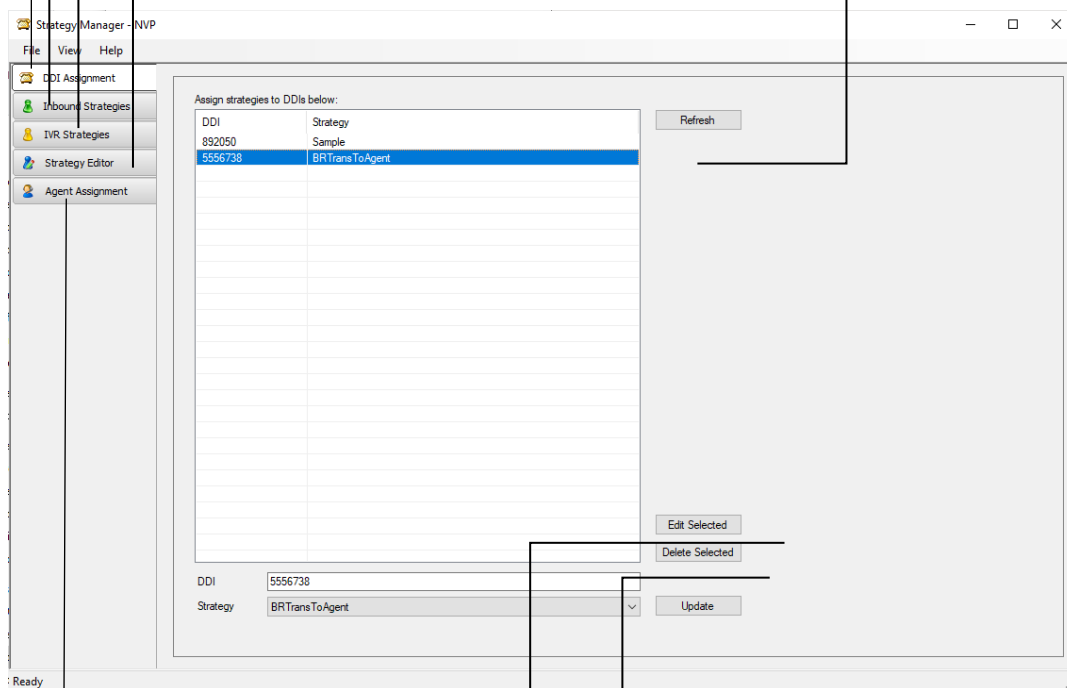 Strategy Manager - NVP
File View Help
DDI Assignment
Inbound Strategies
IVR Strategies
Strategy Editor
Agent Assignment
Assign strategies to DDIs below:
DDI Strategy
892050 Sample
5556738 BRTransToAgent
Refresh
Edit Selected
Delete Selected
DDI 5556738
Strategy BRTransToAgent
Update
Ready